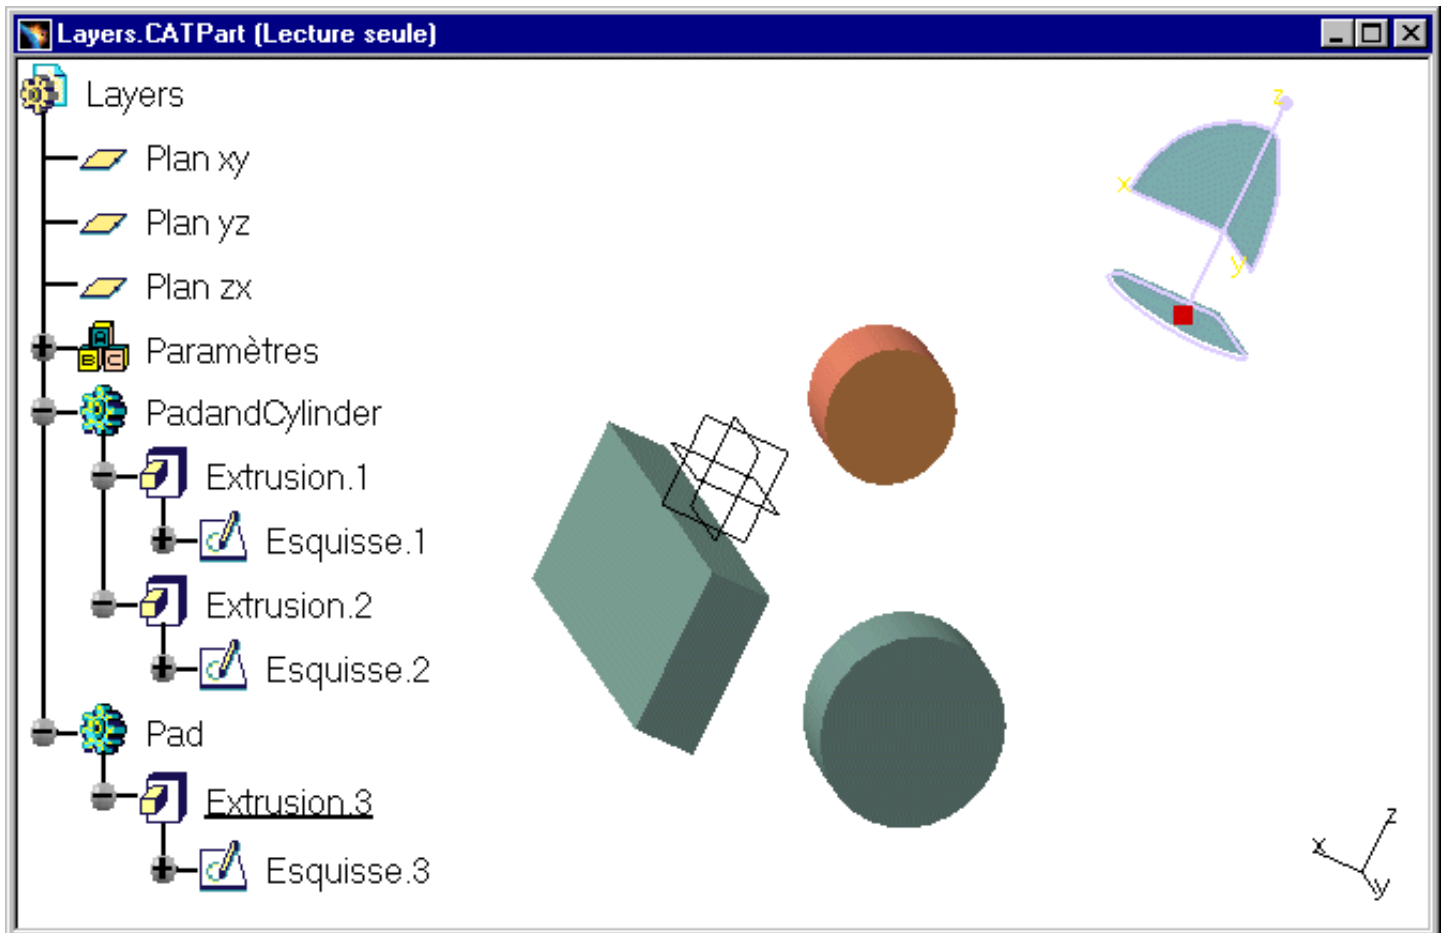 Layers.CATPart (Lecture seule)
Layers
Plan xy
Plan yz
Plan zx
A
B C
Paramètres
PadandCylinder
Extrusion.1
Esquisse.1
Extrusion.2
Esquisse.2
Pad
Extrusion.3
Esquisse.3
z
x
y
z
x
y